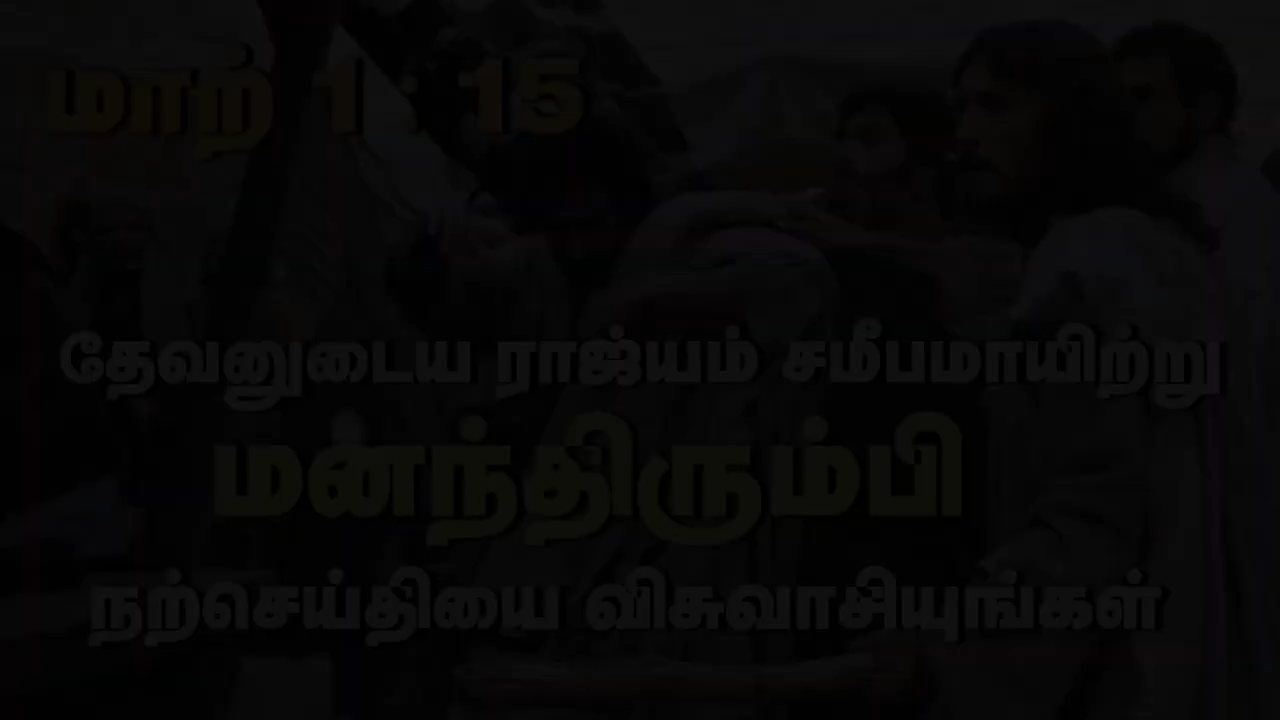 மாற் 1 : 15
தேவனுடைய ராஜ்யம் சமீபமாயிற்று
மனந்திரும்பி
நற்செய்தியை விசுவாசியுங்கள்